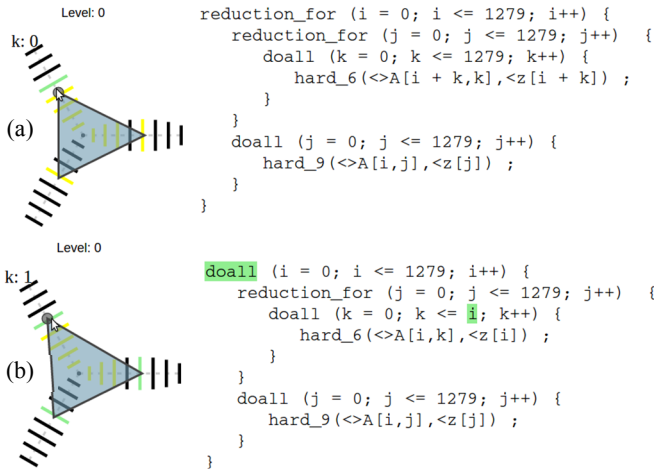 Level: 0
k: 0
(a)
reduction_for (i = 0; i <= 1279; i++) {
reduction_for (j = 0; j <= 1279; j++) {
doall (k = 0; k <= 1279; k++) {
hard_6(<>A[i + k,k],<z[i + k]) ;
}
}
doall (j = 0; j <= 1279; j++) {
hard_9(<>A[i,j],<z[j]) ;
}
}
Level: 0
k: 1
(b)
doall (i = 0; i <= 1279; i++) {
reduction_for (j = 0; j <= 1279; j++) {
doall (k = 0; k <= i; k++) {
hard_6(<>A[i,k],<z[i]) ;
}
}
doall (j = 0; j <= 1279; j++) {
hard_9(<>A[i,j],<z[j]) ;
}
}